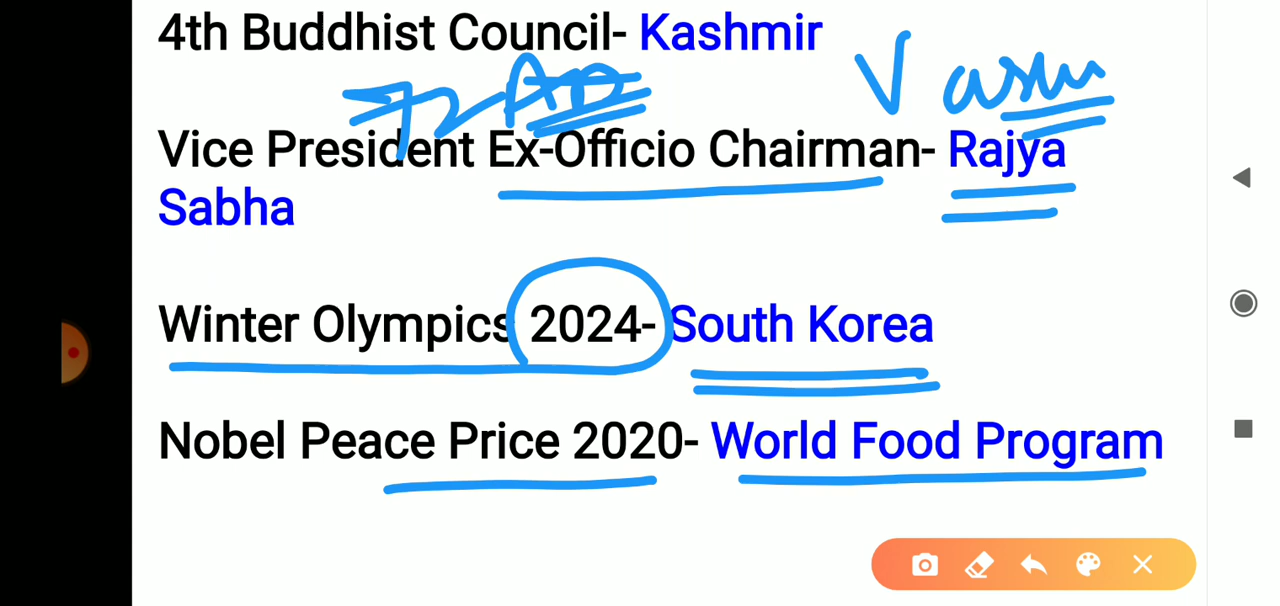 4th Buddhist Council- Kashmir
72 AD
V asu
Vice President Ex-Officio Chairman- Rajya
Sabha
Winter Olympics 2024- South Korea
Nobel Peace Price 2020- World Food Program